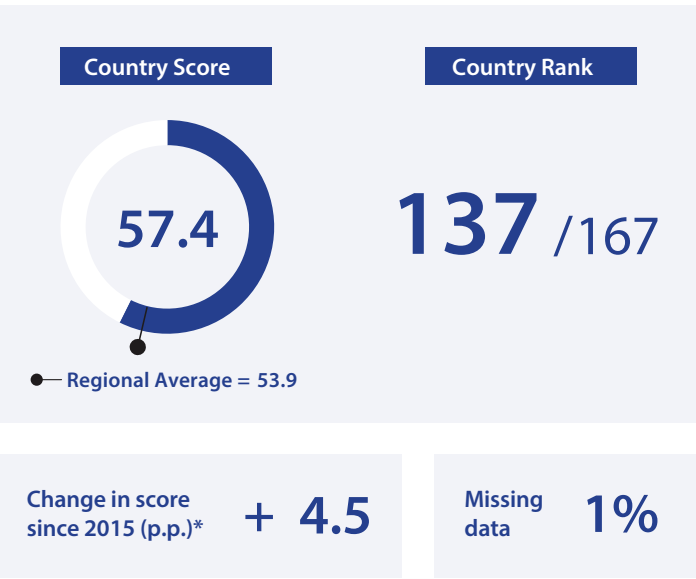 Country Score
Country Rank
57.4
137 /167
Regional Average = 53.9
Change in score
since 2015 (p.p.)*
+ 4.5
Missing
data
1%